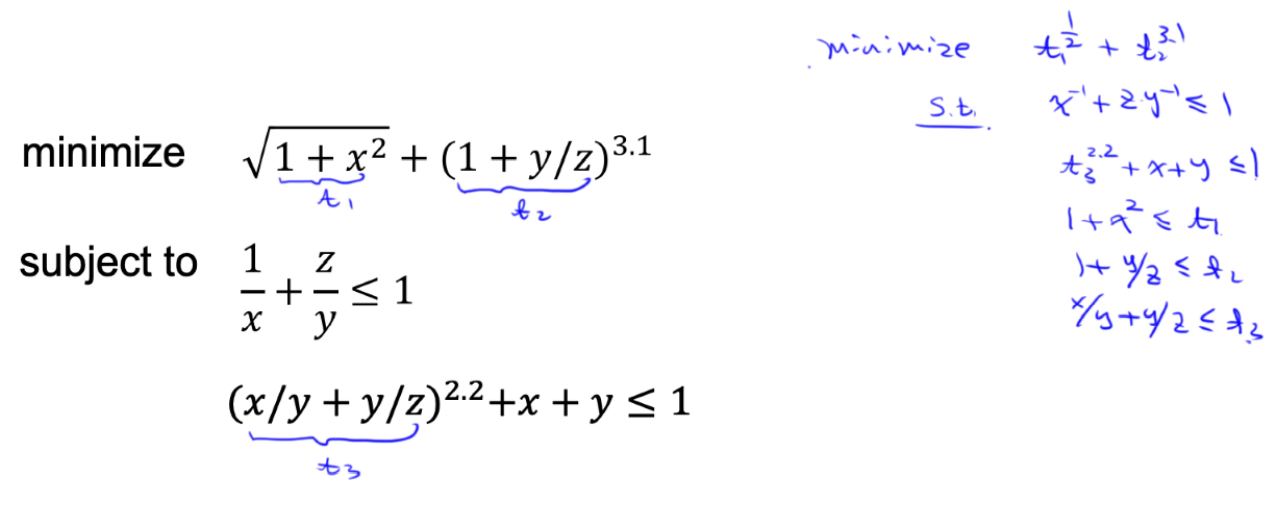 minimize √(1 + x²) + (1 + y/z)^3.1
t₁ t₂
subject to 1/x + z/y ≤ 1
(x/y + y/z)^2.2 + x + y ≤ 1
t₃
minimize t₁^(1/2) + t₂^3.1
s.t. x⁻¹ + z y⁻¹ ≤ 1
t₃^2.2 + x + y ≤ 1
1 + x² ≤ t₁
1 + y/z ≤ t₂
x/y + y/z ≤ t₃